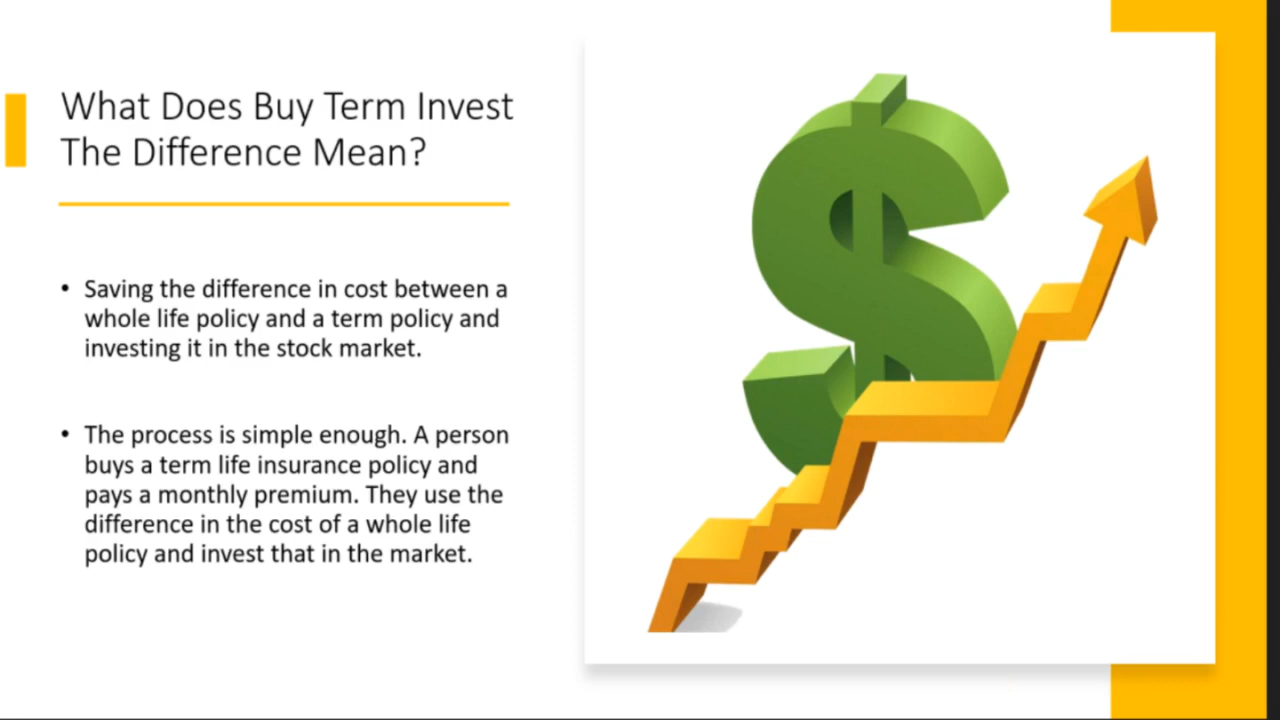 What Does Buy Term Invest
The Difference Mean?
• Saving the difference in cost between a
whole life policy and a term policy and
investing it in the stock market.
• The process is simple enough. A person
buys a term life insurance policy and
pays a monthly premium. They use the
difference in the cost of a whole life
policy and invest that in the market.